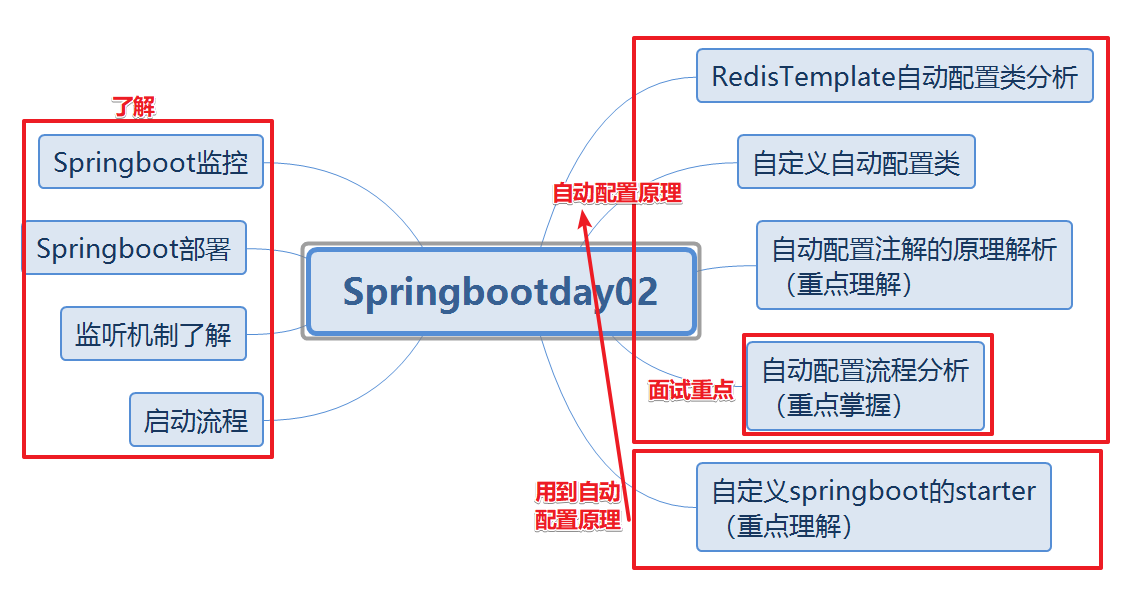 了解
Springboot监控
Springboot部署
监听机制了解
启动流程
Springbootday02
RedisTemplate自动配置类分析
自定义自动配置类
自动配置原理
自动配置注解的原理解析
（重点理解）
面试重点
自动配置流程分析
（重点掌握）
用到自动
配置原理
自定义springboot的starter
（重点理解）